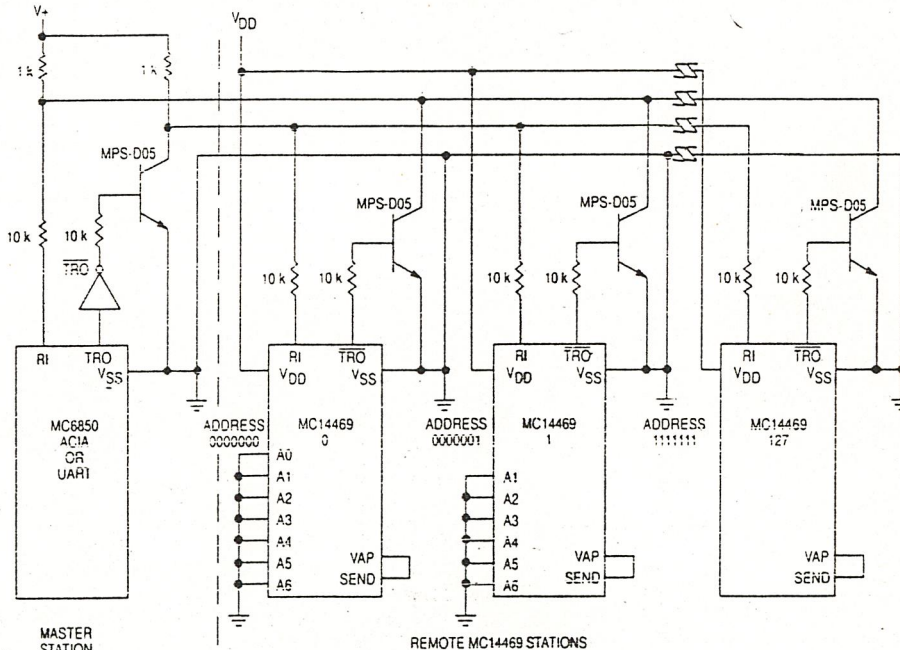 V+
VDD
1 k
1 k
MPS-D05
10 k
10 k
TRO
RI
TRO
VSS
MC6850
ACIA
OR
UART
MASTER
STATION
MPS-D05
10 k
10 k
RI
TRO
VDD
VSS
ADDRESS
0000000
MC14469
0
A0
A1
A2
A3
A4
A5
A6
VAP
SEND
MPS-D05
10 k
10 k
RI
TRO
VDD
VSS
ADDRESS
0000001
MC14469
1
A1
A2
A3
A4
A5
A6
VAP
SEND
MPS-D05
10 k
10 k
RI
TRO
VDD
VSS
ADDRESS
1111111
MC14469
127
VAP
SEND
REMOTE MC14469 STATIONS